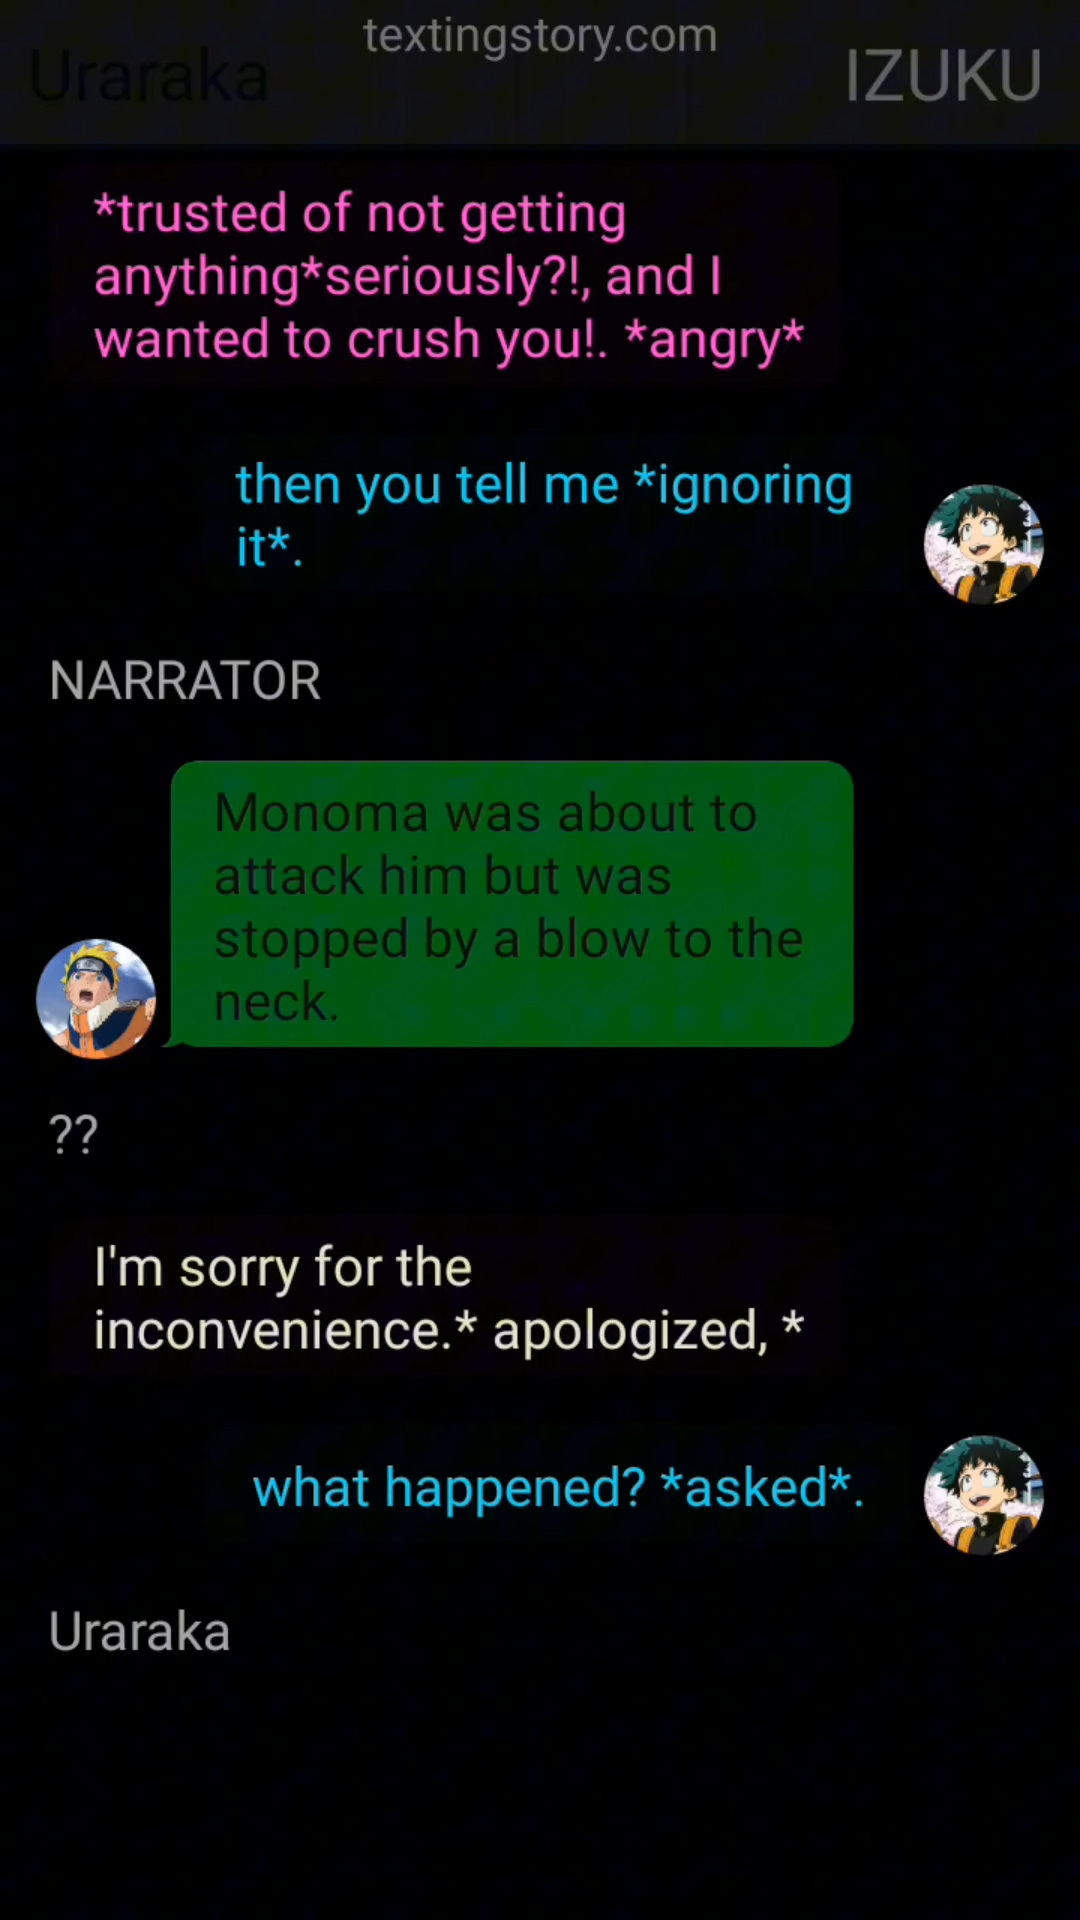 textingstory.com
Uraraka
IZUKU
*trusted of not getting
anything*seriously?!, and I
wanted to crush you!. *angry*
then you tell me *ignoring
it*.
NARRATOR
Monoma was about to
attack him but was
stopped by a blow to the
neck.
??
I'm sorry for the
inconvenience.* apologized, *
what happened? *asked*.
Uraraka